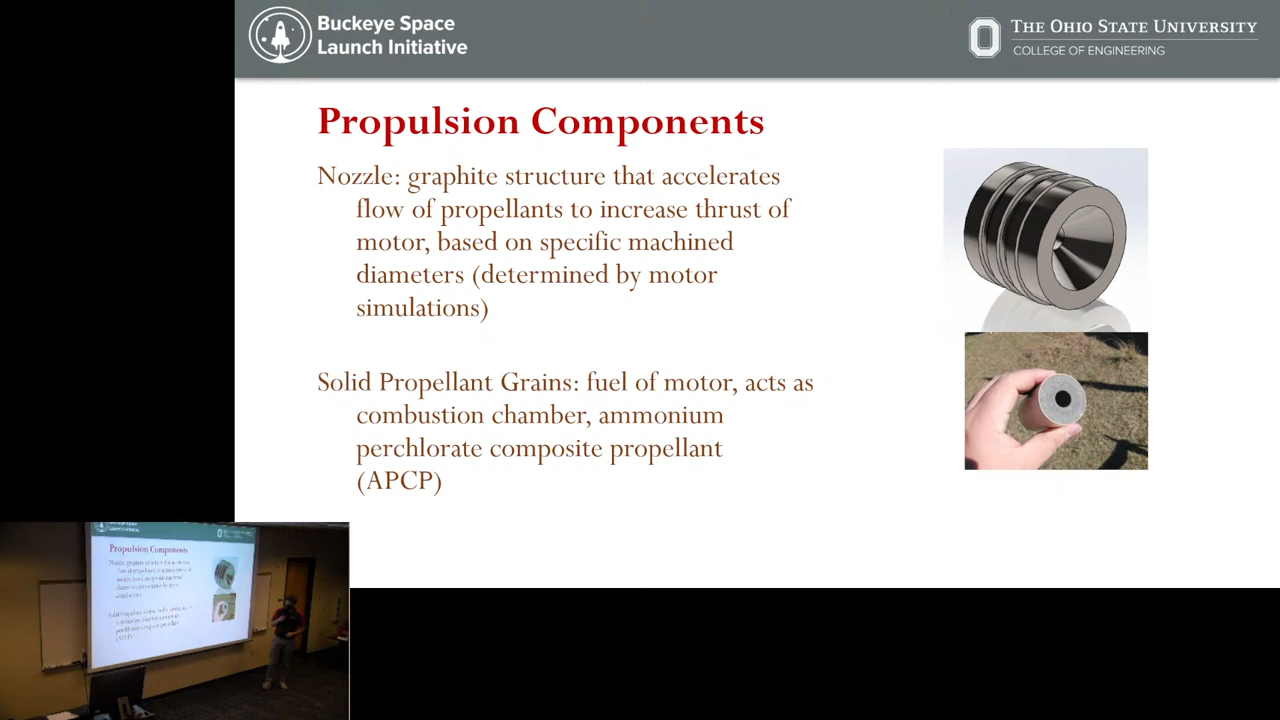 Buckeye Space
Launch Initiative
THE OHIO STATE UNIVERSITY
COLLEGE OF ENGINEERING
Propulsion Components
Nozzle: graphite structure that accelerates
flow of propellants to increase thrust of
motor, based on specific machined
diameters (determined by motor
simulations)
Solid Propellant Grains: fuel of motor, acts as
combustion chamber, ammonium
perchlorate composite propellant
(APCP)
Propulsion Components